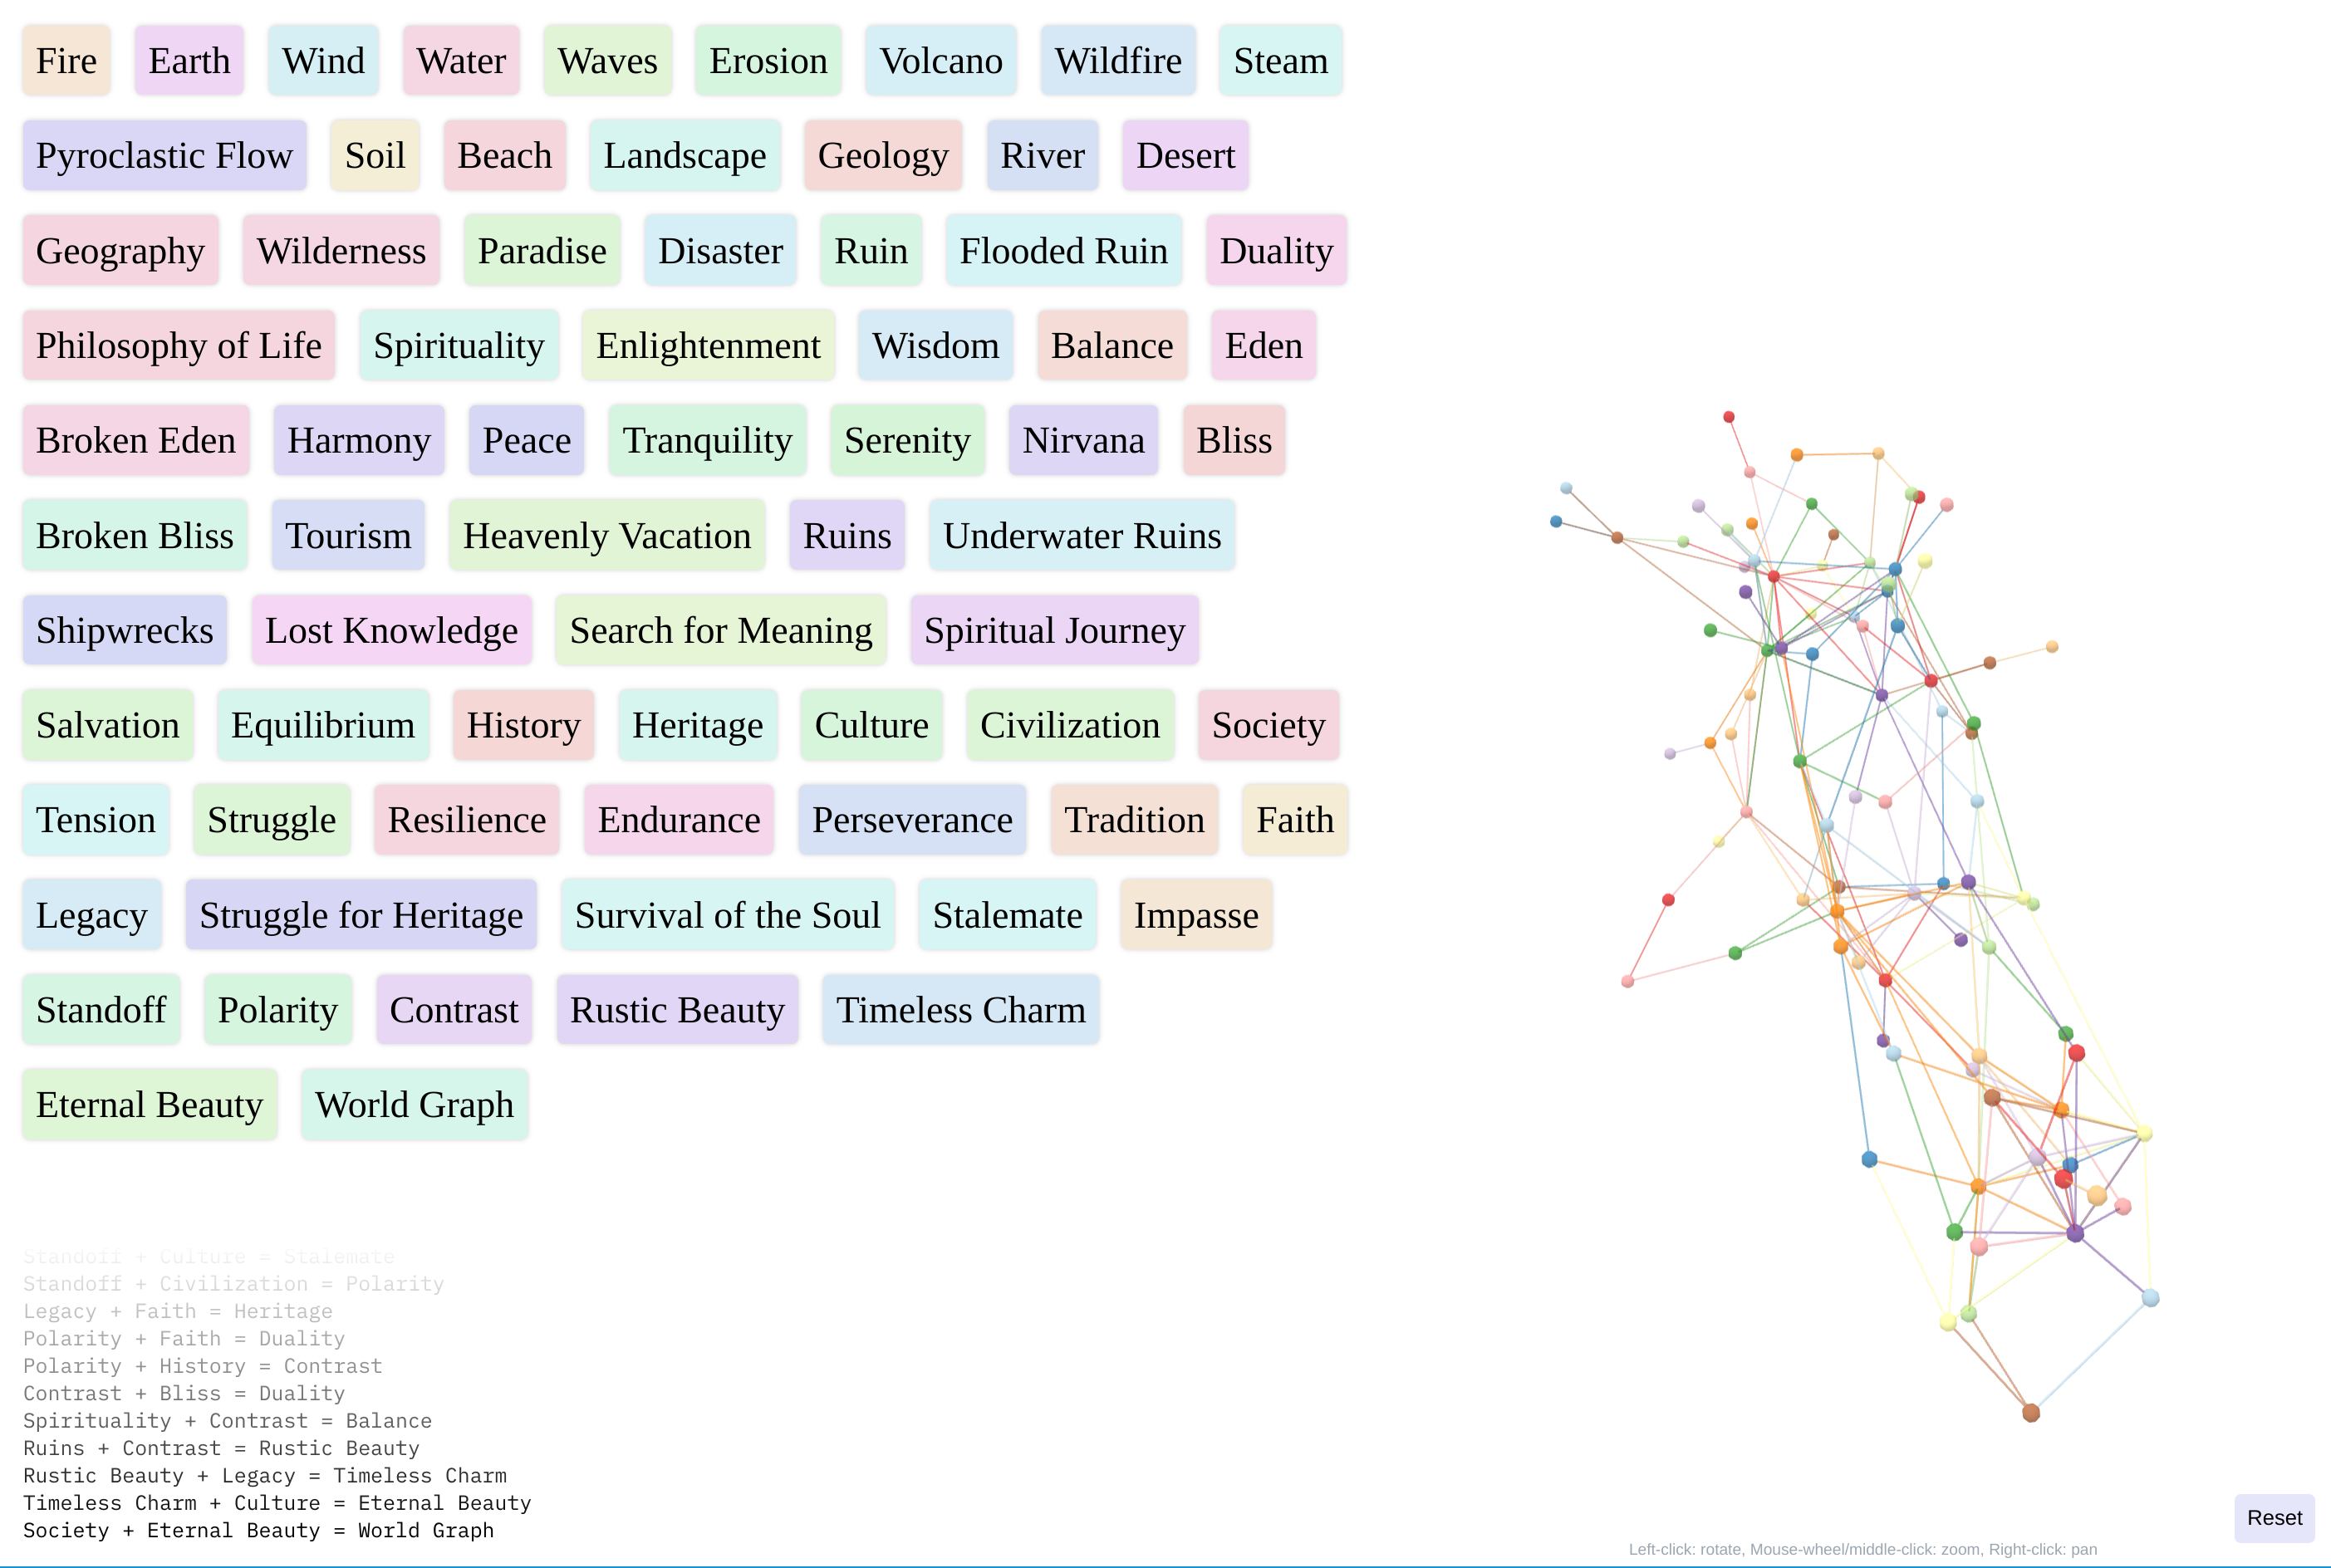 Fire Earth Wind Water Waves Erosion Volcano Wildfire Steam
Pyroclastic Flow Soil Beach Landscape Geology River Desert
Geography Wilderness Paradise Disaster Ruin Flooded Ruin Duality
Philosophy of Life Spirituality Enlightenment Wisdom Balance Eden
Broken Eden Harmony Peace Tranquility Serenity Nirvana Bliss
Broken Bliss Tourism Heavenly Vacation Ruins Underwater Ruins
Shipwrecks Lost Knowledge Search for Meaning Spiritual Journey
Salvation Equilibrium History Heritage Culture Civilization Society
Tension Struggle Resilience Endurance Perseverance Tradition Faith
Legacy Struggle for Heritage Survival of the Soul Stalemate Impasse
Standoff Polarity Contrast Rustic Beauty Timeless Charm
Eternal Beauty World Graph
Standoff + Culture = Stalemate
Standoff + Civilization = Polarity
Legacy + Faith = Heritage
Polarity + Faith = Duality
Polarity + History = Contrast
Contrast + Bliss = Duality
Spirituality + Contrast = Balance
Ruins + Contrast = Rustic Beauty
Rustic Beauty + Legacy = Timeless Charm
Timeless Charm + Culture = Eternal Beauty
Society + Eternal Beauty = World Graph
Reset
Left-click: rotate, Mouse-wheel/middle-click: zoom, Right-click: pan